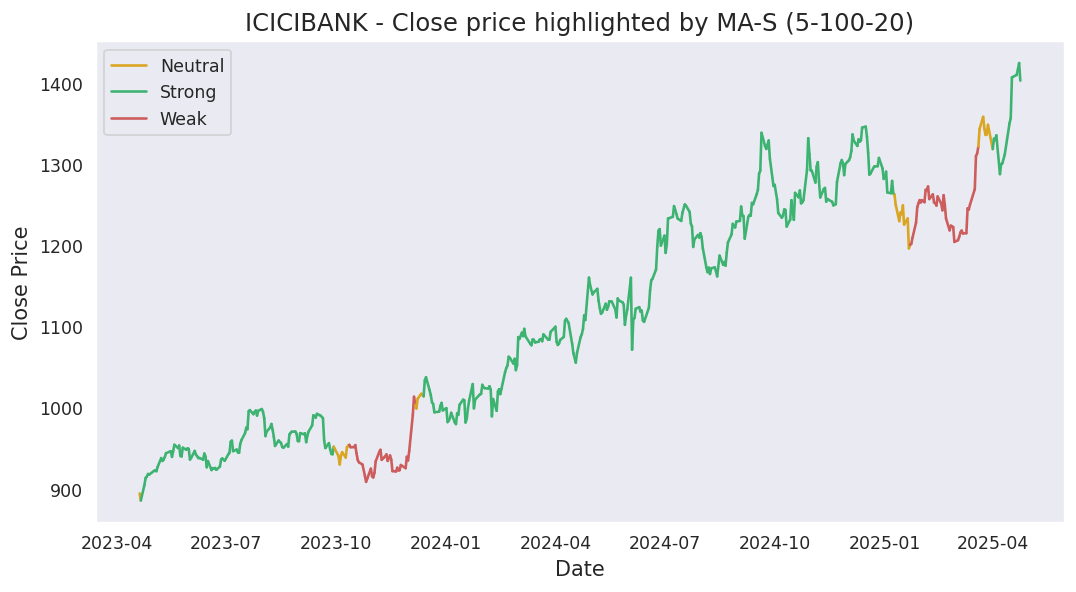 ICICIBANK - Close price highlighted by MA-S (5-100-20)
Neutral
Strong
Weak
1400
1300
1200
1100
1000
900
Close Price
2023-04 2023-07 2023-10 2024-01 2024-04 2024-07 2024-10 2025-01 2025-04
Date